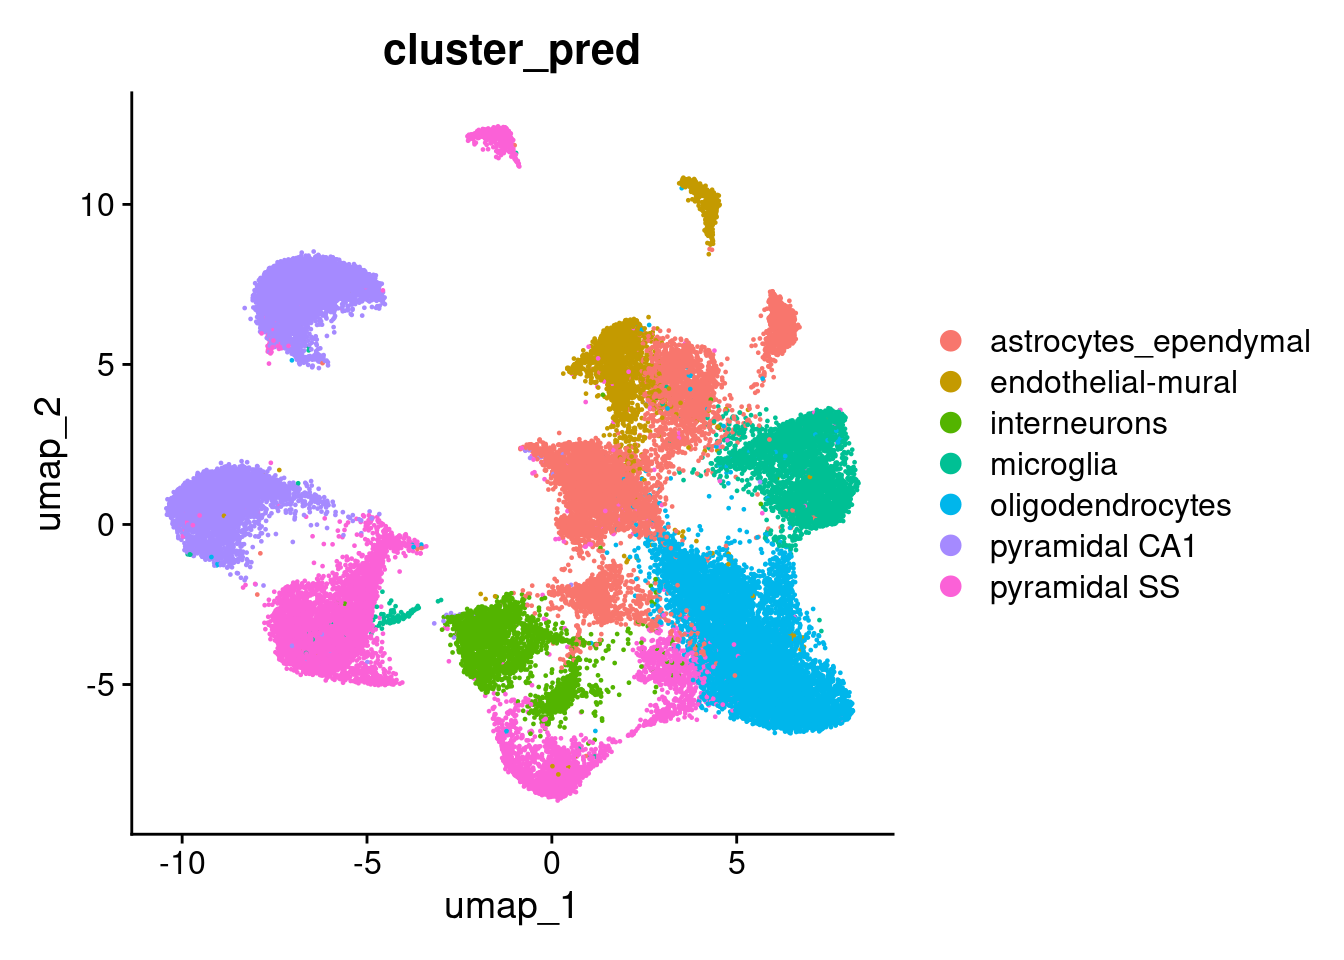 cluster_pred
umap_2
10
5
0
-5
-10
-5
0
5
umap_1
astrocytes_ependymal
endothelial-mural
interneurons
microglia
oligodendrocytes
pyramidal CA1
pyramidal SS